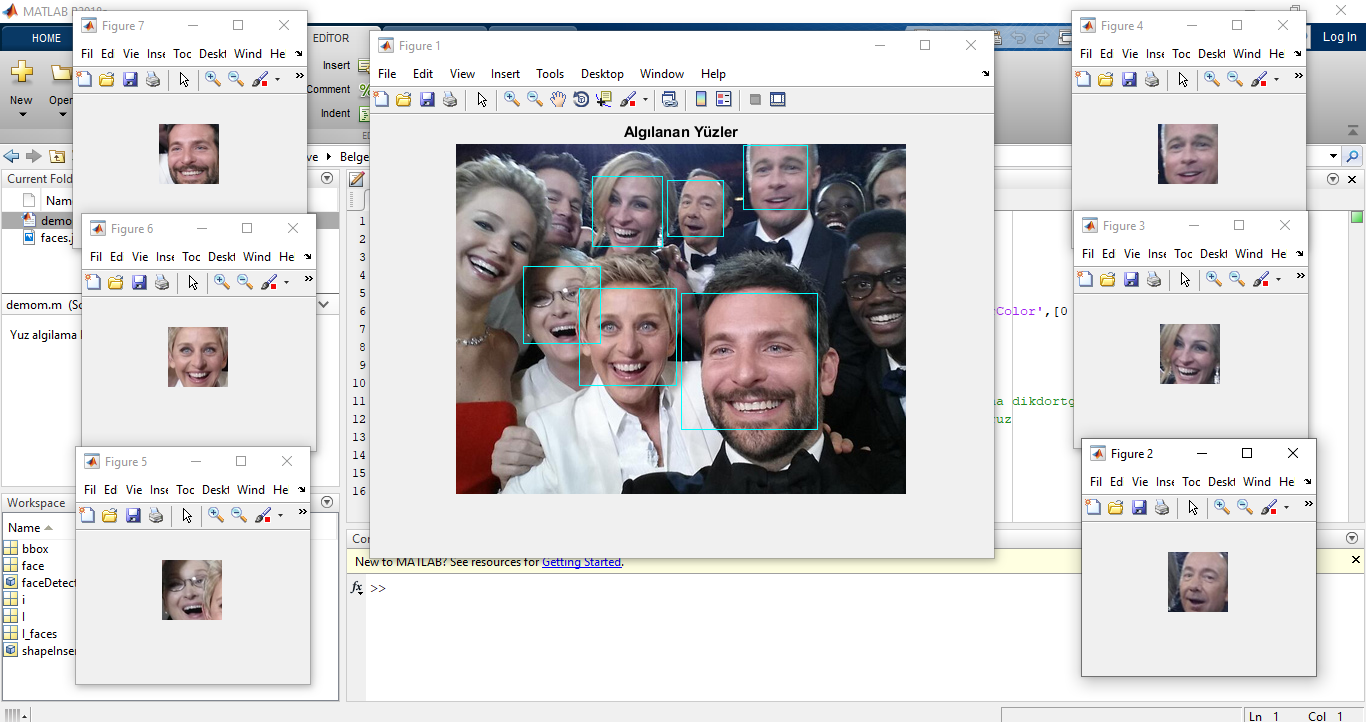 MATLAB R2018a
HOME
EDITOR
Log In
New
Open
Insert
Comment
Indent
Figure 7
Fil Ed Vie Inse Toc Deskt Wind He
Figure 1
File Edit View Insert Tools Desktop Window Help
Algılanan Yüzler
Figure 4
Fil Ed Vie Inse Toc Deskt Wind He
ve Belge
Current Fold
Name
demo
faces.j
Figure 6
Fil Ed Vie Inse Toc Deskt Wind He
Figure 3
Fil Ed Vie Inse Toc Deskt Wind He
1
2
3
4
5
6
7
8
9
10
11
12
13
14
15
16
rColor',[0
a dikdortg
uz
demom.m (Sc
Yuz algilama
Figure 5
Fil Ed Vie Inse Toc Deskt Wind He
Figure 2
Fil Ed Vie Inse Toc Deskt Wind He
Workspace
Name
bbox
face
faceDetect
i
I
I_faces
shapeInser
Co
New to MATLAB? See resources for Getting Started.
fx >>
Ln 1 Col 1